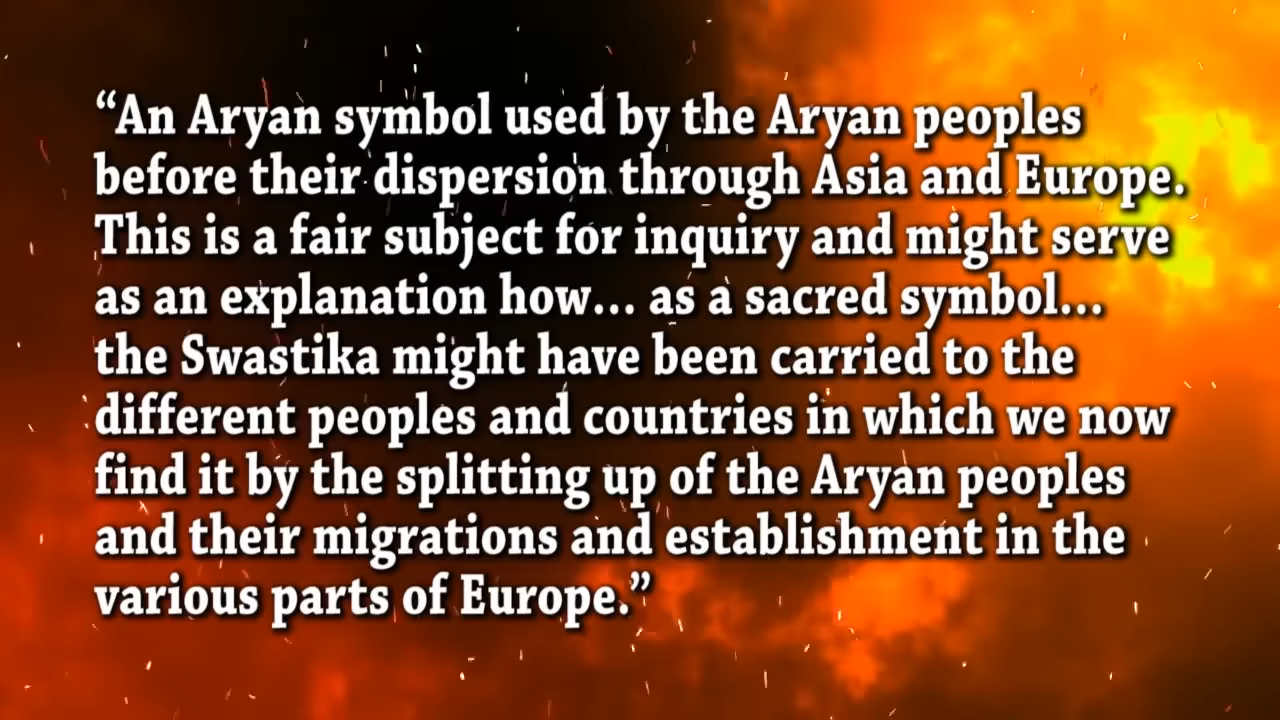 “An Aryan symbol used by the Aryan peoples
before their dispersion through Asia and Europe.
This is a fair subject for inquiry and might serve
as an explanation how... as a sacred symbol...
the Swastika might have been carried to the
different peoples and countries in which we now
find it by the splitting up of the Aryan peoples
and their migrations and establishment in the
various parts of Europe.”